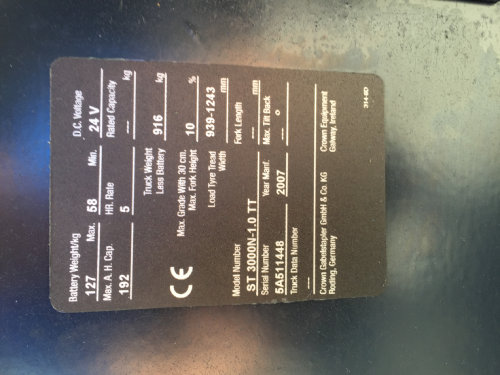 Battery Weight/kg D.C. Voltage
127 Max. 58 Min. 24 V
Max. A. H. Cap. HR. Rate Rated Capacity
192 5 --- kg
Truck Weight
Less Battery 916 kg
Max. Grade With 30 cm.
Max. Fork Height 10 %
CE
Load Tyre Tread
Width 939-1243 mm
Model Number Fork Length
ST 3000N-1.0 TT --- mm
Serial Number Year Manf. Max. Tilt Back
5A511448 2007 --- o
Truck Data Number
---
Crown Gabelstapler GmbH & Co. KG Crown Equipment
Roding, Germany Galway, Ireland